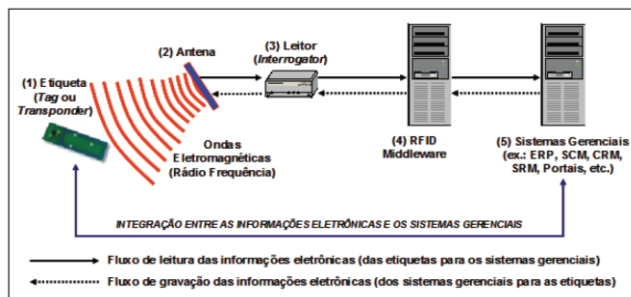 (2) Antena
(3) Leitor
(Interrogator)
(1) Etiqueta
(Tag ou
Transponder)
Ondas
Eletromagnéticas
(Rádio Frequência)
(4) RFID
Middleware
(5) Sistemas Gerenciais
(ex.: ERP, SCM, CRM,
SRM, Portais, etc.)
INTEGRAÇÃO ENTRE AS INFORMAÇÕES ELETRÔNICAS E OS SISTEMAS GERENCIAIS
Fluxo de leitura das informações eletrônicas (das etiquetas para os sistemas gerenciais)
Fluxo de gravação das informações eletrônicas (dos sistemas gerenciais para as etiquetas)